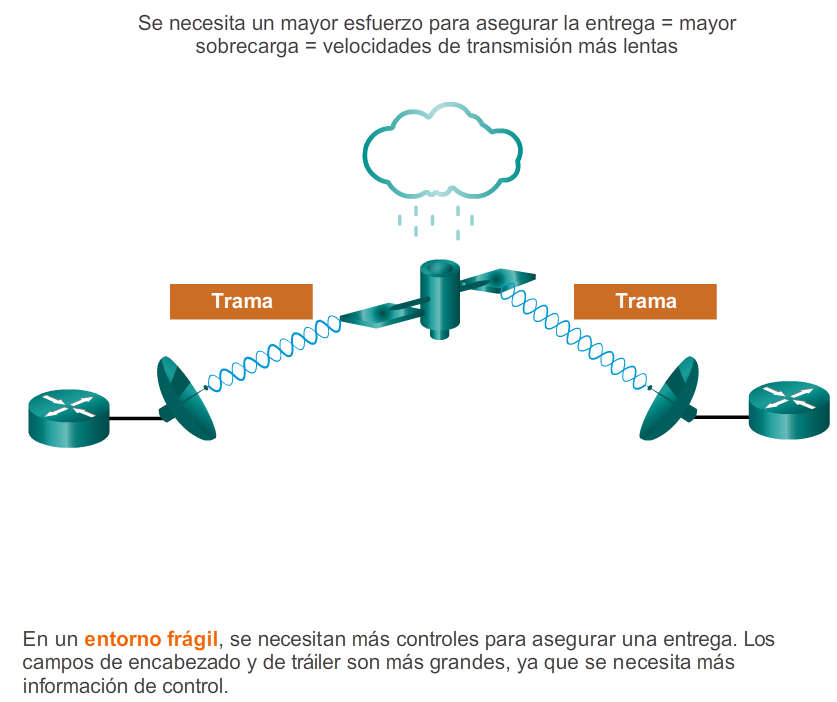 Se necesita un mayor esfuerzo para asegurar la entrega = mayor
sobrecarga = velocidades de transmisión más lentas
Trama
Trama
En un entorno frágil, se necesitan más controles para asegurar una entrega. Los
campos de encabezado y de tráiler son más grandes, ya que se necesita más
información de control.